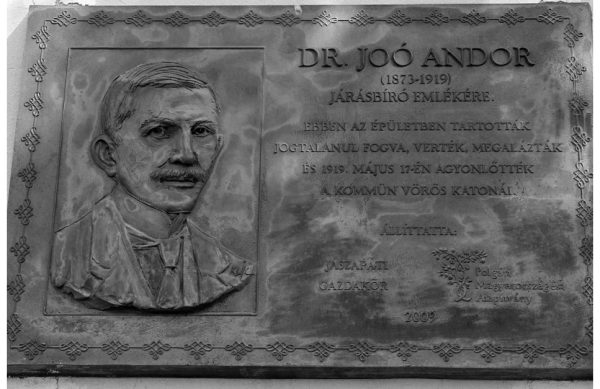 DR. JOÓ ANDOR
(1873-1919)
JÁRÁSBÍRÓ EMLÉKÉRE.
EBBEN AZ ÉPÜLETBEN TARTOTTÁK
JOGTALANUL FOGVA, VERTÉK, MEGALÁZTÁK
ÉS 1919. MÁJUS 17-ÉN AGYONLŐTTÉK
A KOMMÜN VÖRÖS KATONÁI.
ÁLLÍTTATTA:
JÁSZAPÁTI
GAZDAKÖR
Polgári
Magyarországért
Alapítvány
2009